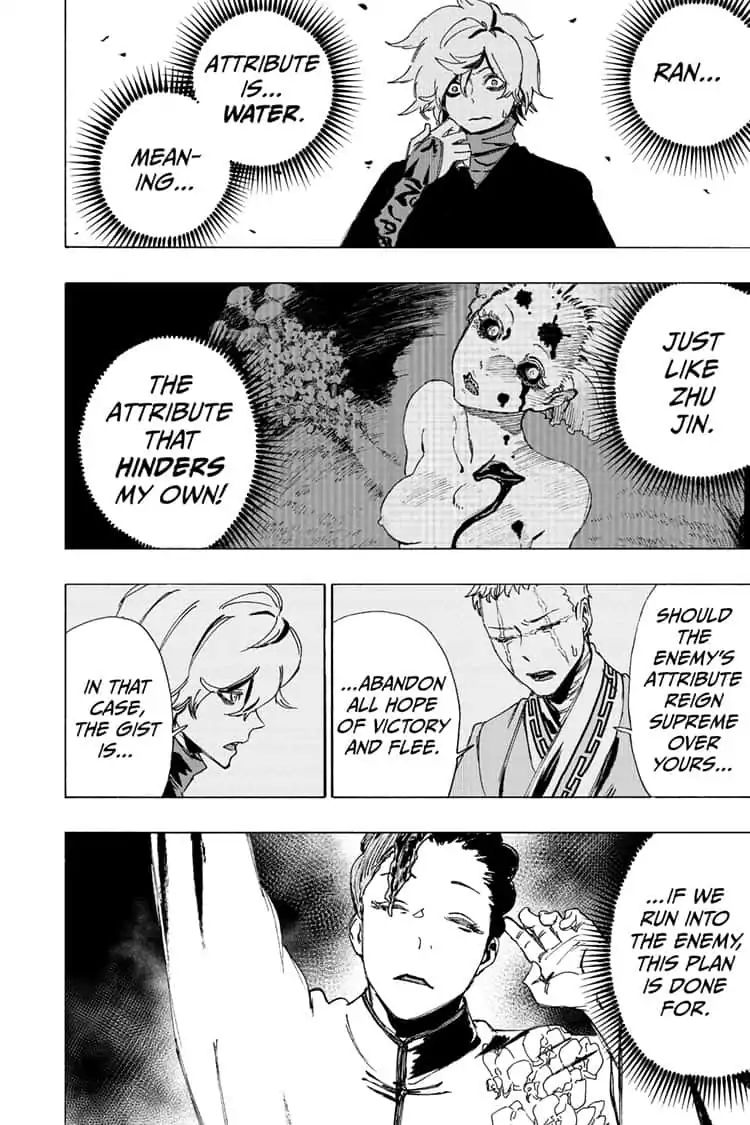 RAN...
ATTRIBUTE
IS...
WATER.
MEAN-
ING...
JUST
LIKE
ZHU
JIN.
THE
ATTRIBUTE
THAT
HINDERS
MY OWN!
SHOULD
THE
ENEMY'S
ATTRIBUTE
REIGN
SUPREME
OVER
YOURS...
...ABANDON
ALL HOPE
OF VICTORY
AND FLEE.
IN THAT
CASE,
THE GIST
IS...
...IF WE
RUN INTO
THE ENEMY,
THIS PLAN
IS DONE
FOR.